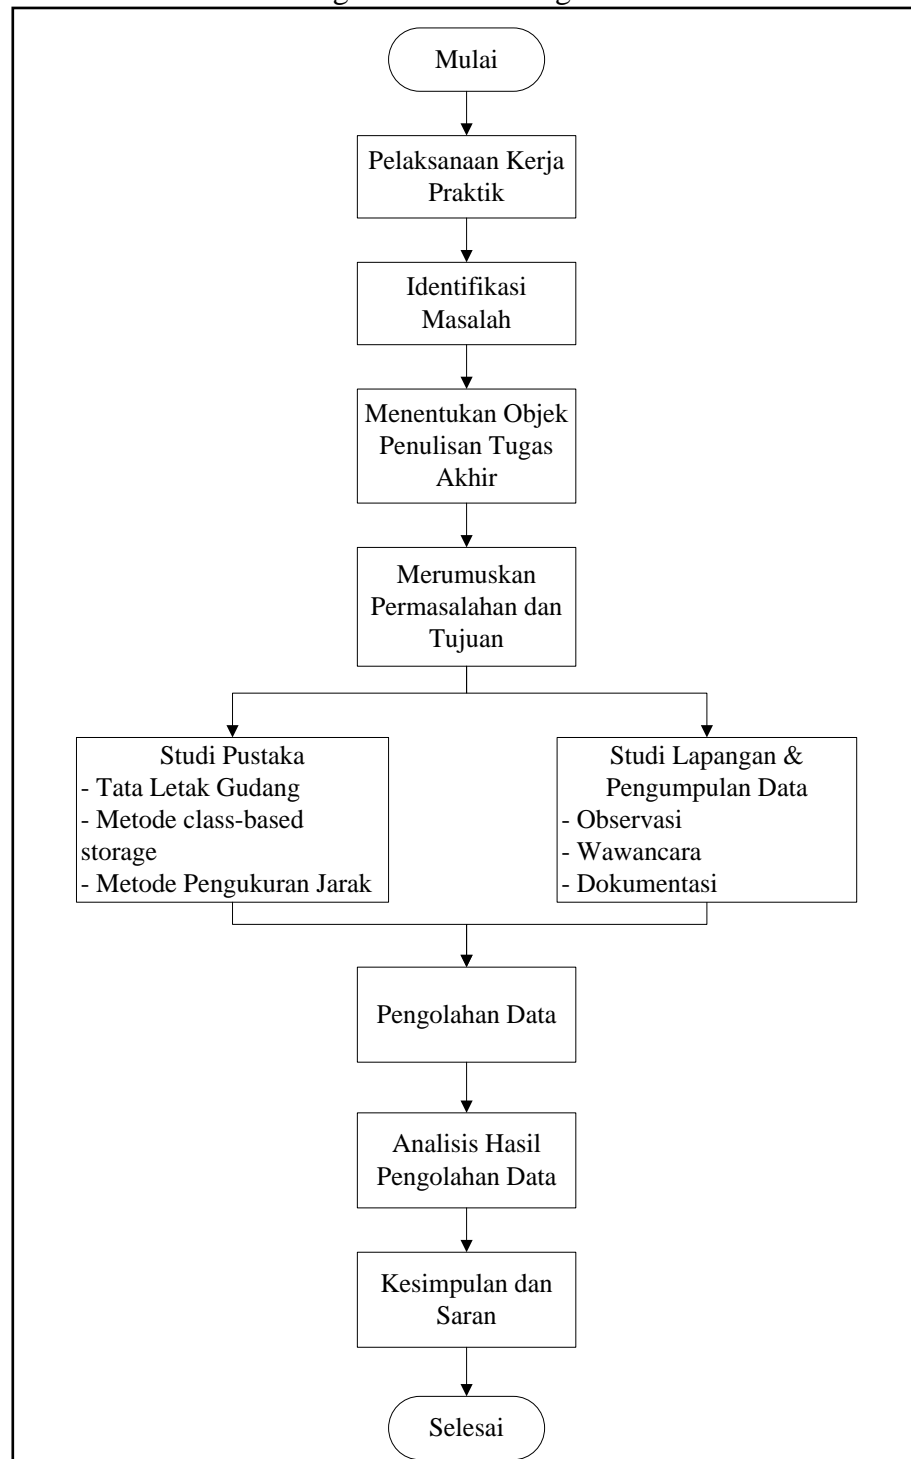 Mulai
Pelaksanaan Kerja
Praktik
Identifikasi
Masalah
Menentukan Objek
Penulisan Tugas
Akhir
Merumuskan
Permasalahan dan
Tujuan
Studi Pustaka
- Tata Letak Gudang
- Metode class-based
storage
- Metode Pengukuran Jarak
Studi Lapangan &
Pengumpulan Data
- Observasi
- Wawancara
- Dokumentasi
Pengolahan Data
Analisis Hasil
Pengolahan Data
Kesimpulan dan
Saran
Selesai